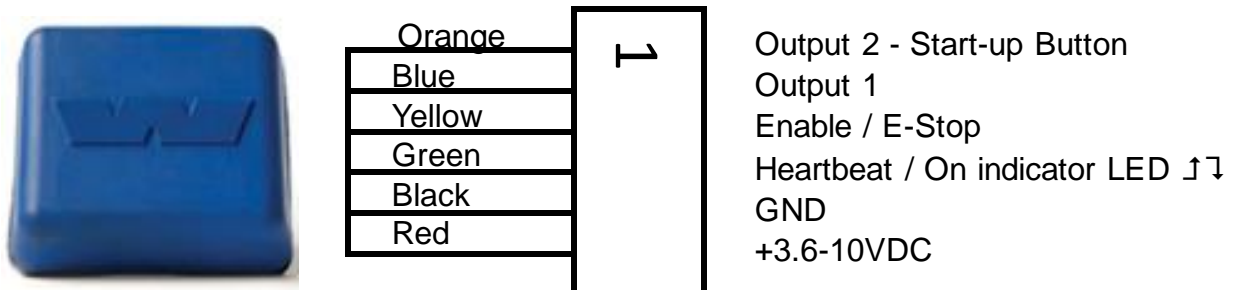 Orange
Blue
Yellow
Green
Black
Red
1
Output 2 - Start-up Button
Output 1
Enable / E-Stop
Heartbeat / On indicator LED
GND
+3.6-10VDC